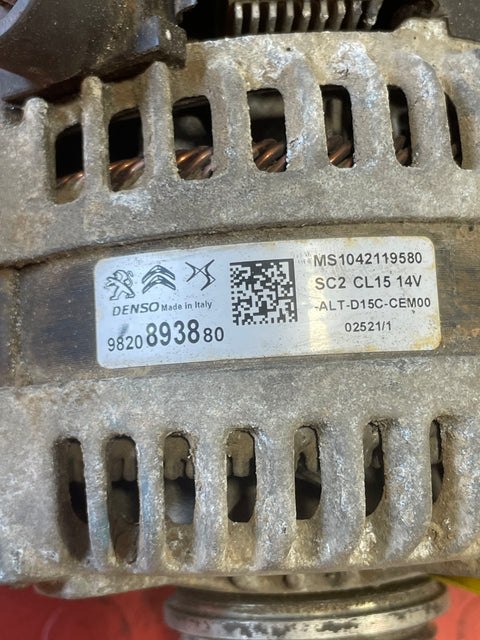 DENSO Made in Italy
9820893880
MS1042119580
SC2 CL15 14V
-ALT-D15C-CEM00
02521/1